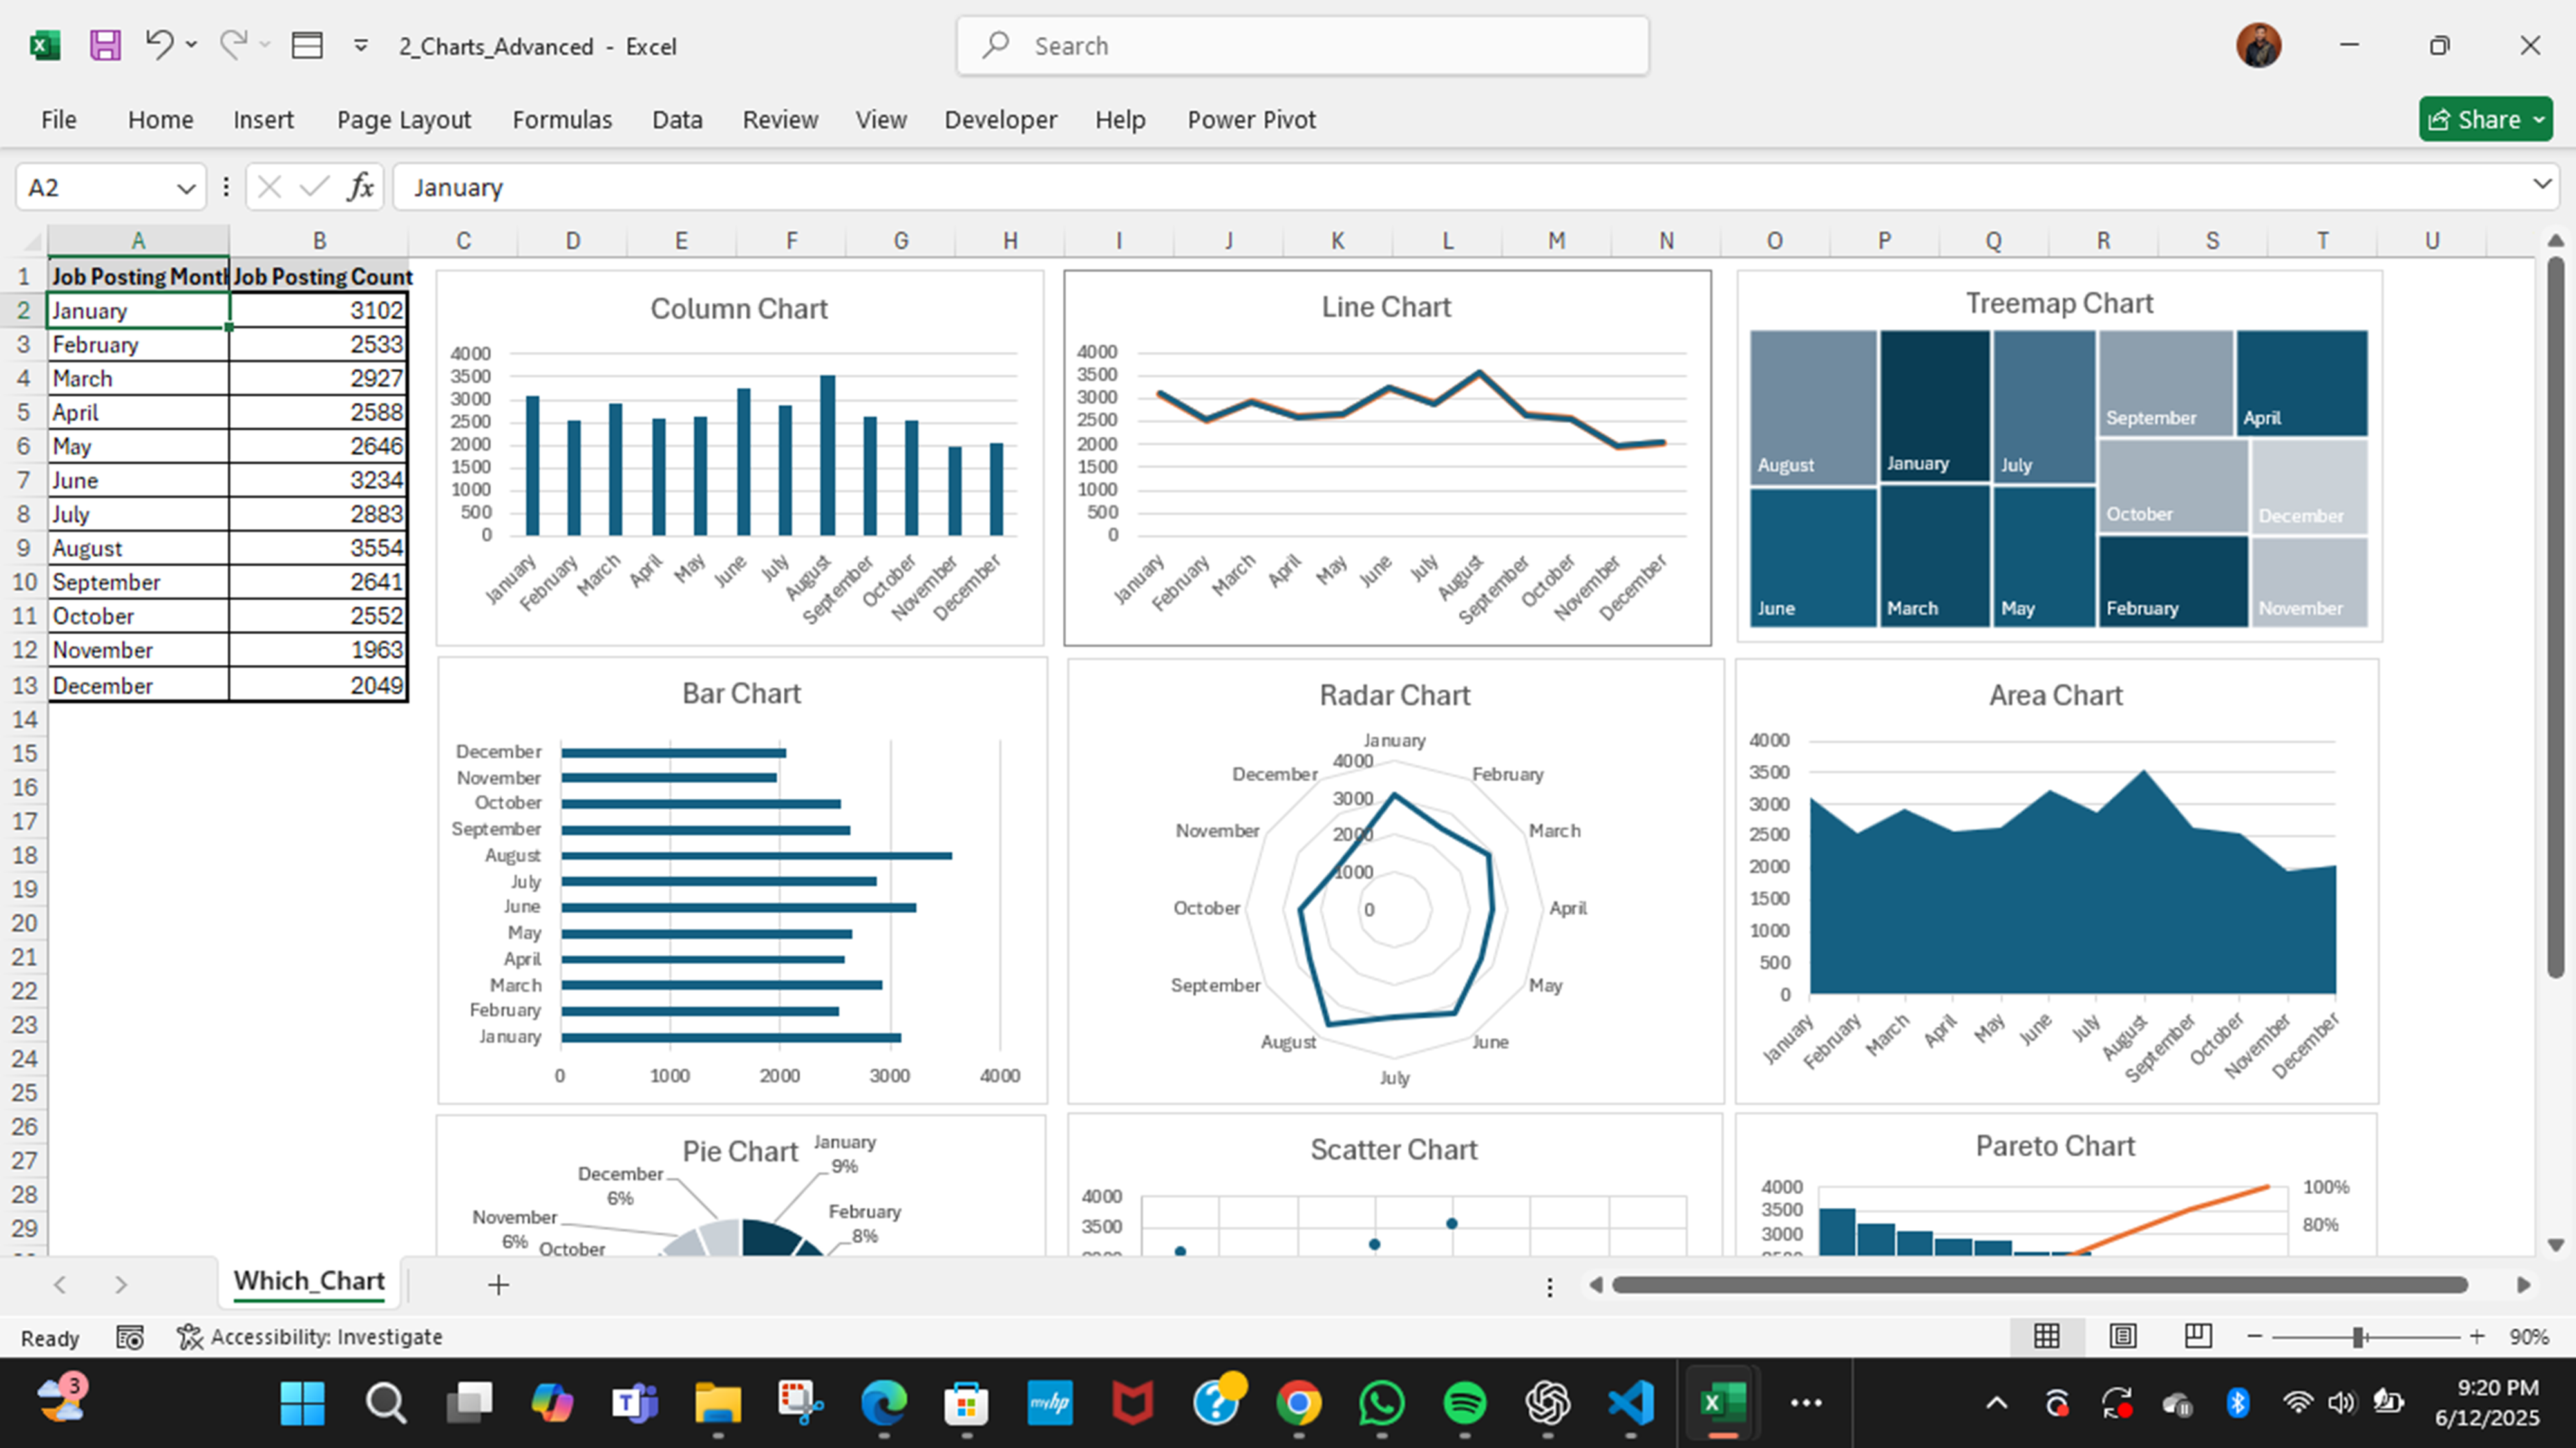 2_Charts_Advanced - Excel
Search
File Home Insert Page Layout Formulas Data Review View Developer Help Power Pivot Share
A2 fx January
A B C D E F G H I J K L M N O P Q R S T U
1 Job Posting Month Job Posting Count
2 January 3102
3 February 2533
4 March 2927
5 April 2588
6 May 2646
7 June 3234
8 July 2883
9 August 3554
10 September 2641
11 October 2552
12 November 1963
13 December 2049
14
15
16
17
18
19
20
21
22
23
24
25
26
27
28
29
Column Chart
4000
3500
3000
2500
2000
1500
1000
500
0
January February March April May June July August September October November December
Line Chart
4000
3500
3000
2500
2000
1500
1000
500
0
January February March April May June July August September October November December
Treemap Chart
September April
August January July
October December
June March May February November
Bar Chart
December
November
October
September
August
July
June
May
April
March
February
January
0 1000 2000 3000 4000
Radar Chart
January
4000
December February
3000
November 2000 March
1000
October 0 April
September May
August June
July
Area Chart
4000
3500
3000
2500
2000
1500
1000
500
0
January February March April May June July August September October November December
Pie Chart
January
9%
December
6%
February
8%
November
6%
October
Scatter Chart
4000
3500
Pareto Chart
4000 100%
3500 80%
3000
Which_Chart
Ready Accessibility: Investigate 90%
3
myhp
9:20 PM
6/12/2025